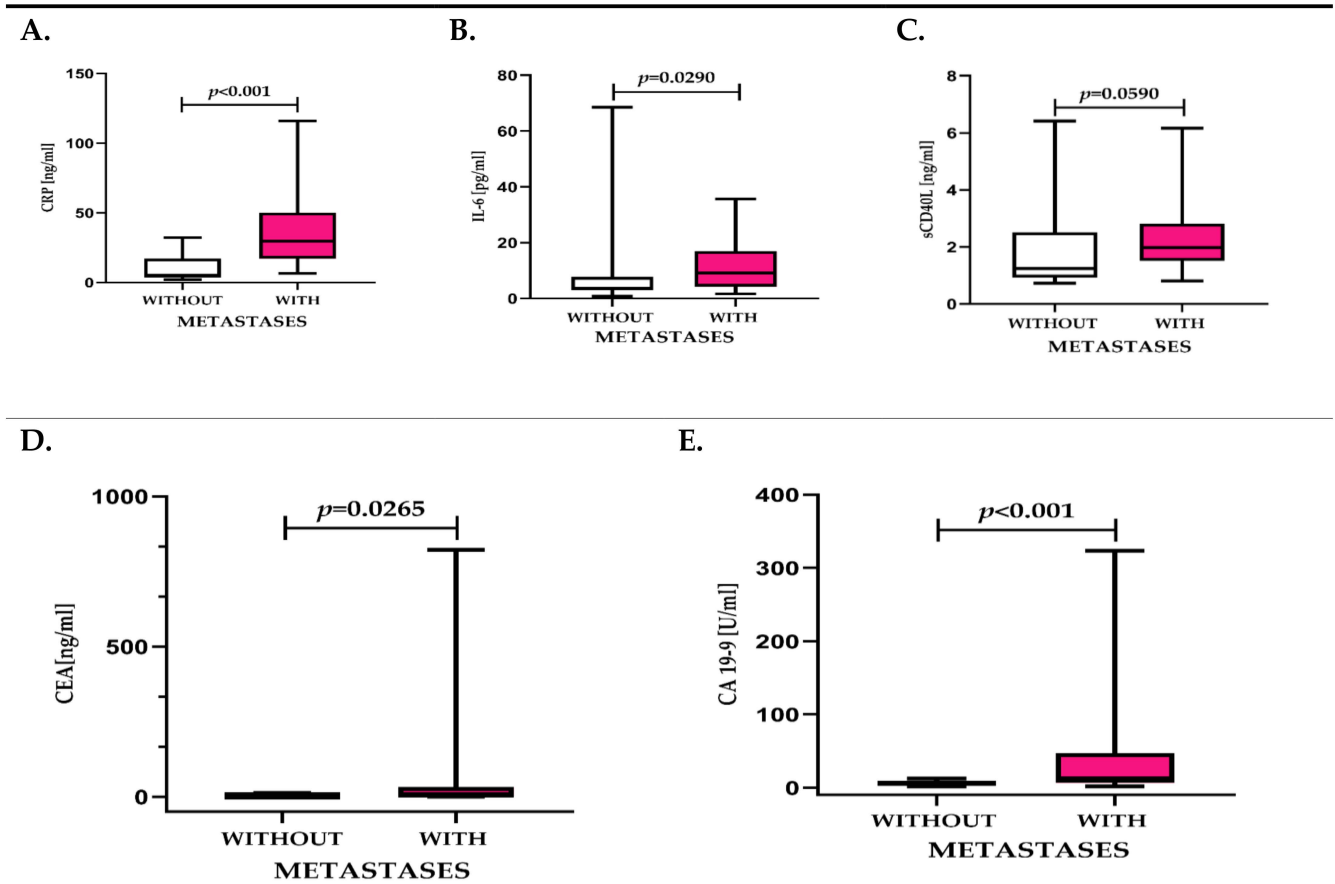 A.
B.
C.
150
100
50
0
CRP [ng/ml]
p<0.001
WITHOUT WITH
METASTASES
80
60
40
20
0
IL-6 [pg/ml]
p=0.0290
WITHOUT WITH
METASTASES
8
6
4
2
0
sCD40L [ng/ml]
p=0.0590
WITHOUT WITH
METASTASES
D.
E.
1000
500
0
CEA[ng/ml]
p=0.0265
WITHOUT WITH
METASTASES
400
300
200
100
0
CA 19-9 [U/ml]
p<0.001
WITHOUT WITH
METASTASES